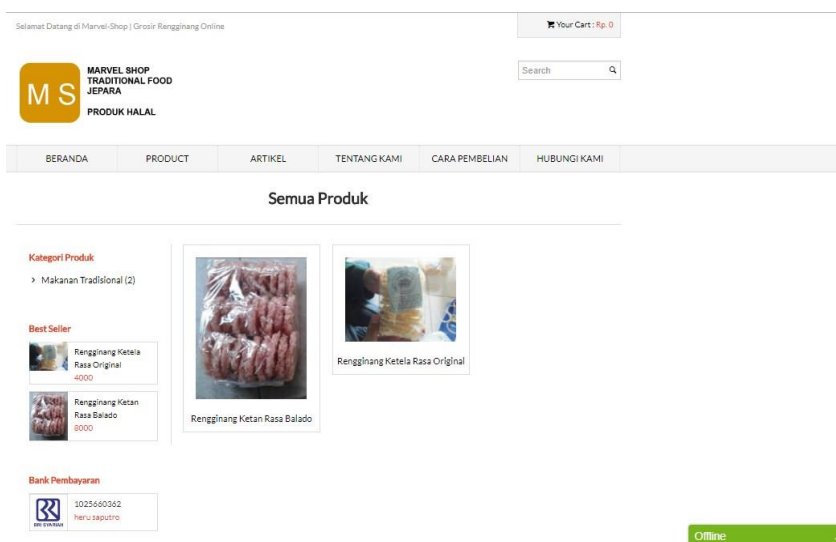 Selamat Datang di Marvel-Shop | Grosir Rengginang Online
Your Cart : Rp. 0
M S
MARVEL SHOP
TRADITIONAL FOOD
JEPARA
PRODUK HALAL
Search
BERANDA PRODUCT ARTIKEL TENTANG KAMI CARA PEMBELIAN HUBUNGI KAMI
Semua Produk
Kategori Produk
> Makanan Tradisional (2)
Best Seller
Rengginang Ketela
Rasa Original
4000
Rengginang Ketan
Rasa Balado
8000
Rengginang Ketan Rasa Balado
Rengginang Ketela Rasa Original
Bank Pembayaran
BRI SYARIAH
1025660362
heru saputro
Offline